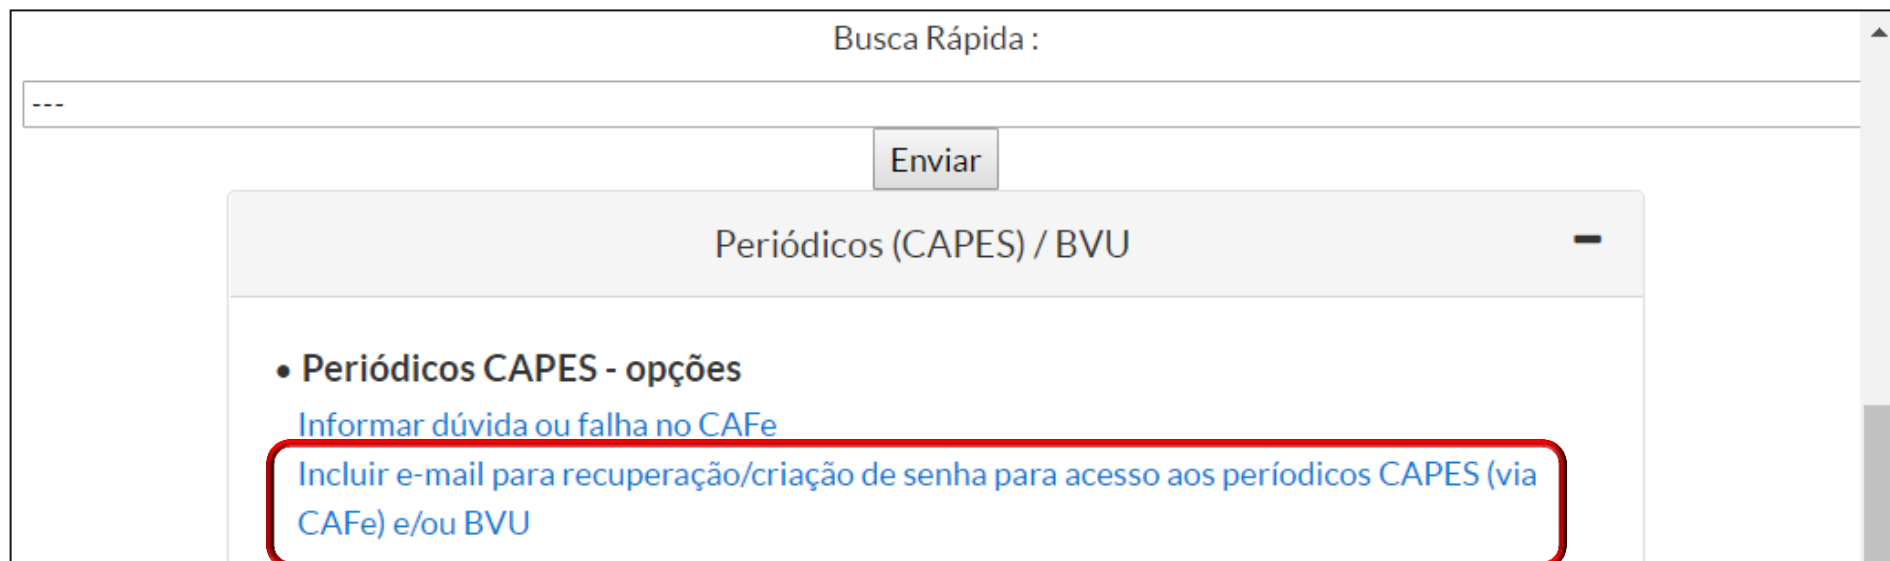 Busca Rápida :
---
Enviar
Periódicos (CAPES) / BVU
• Periódicos CAPES - opções
Informar dúvida ou falha no CAFe
Incluir e-mail para recuperação/criação de senha para acesso aos períodicos CAPES (via
CAFe) e/ou BVU